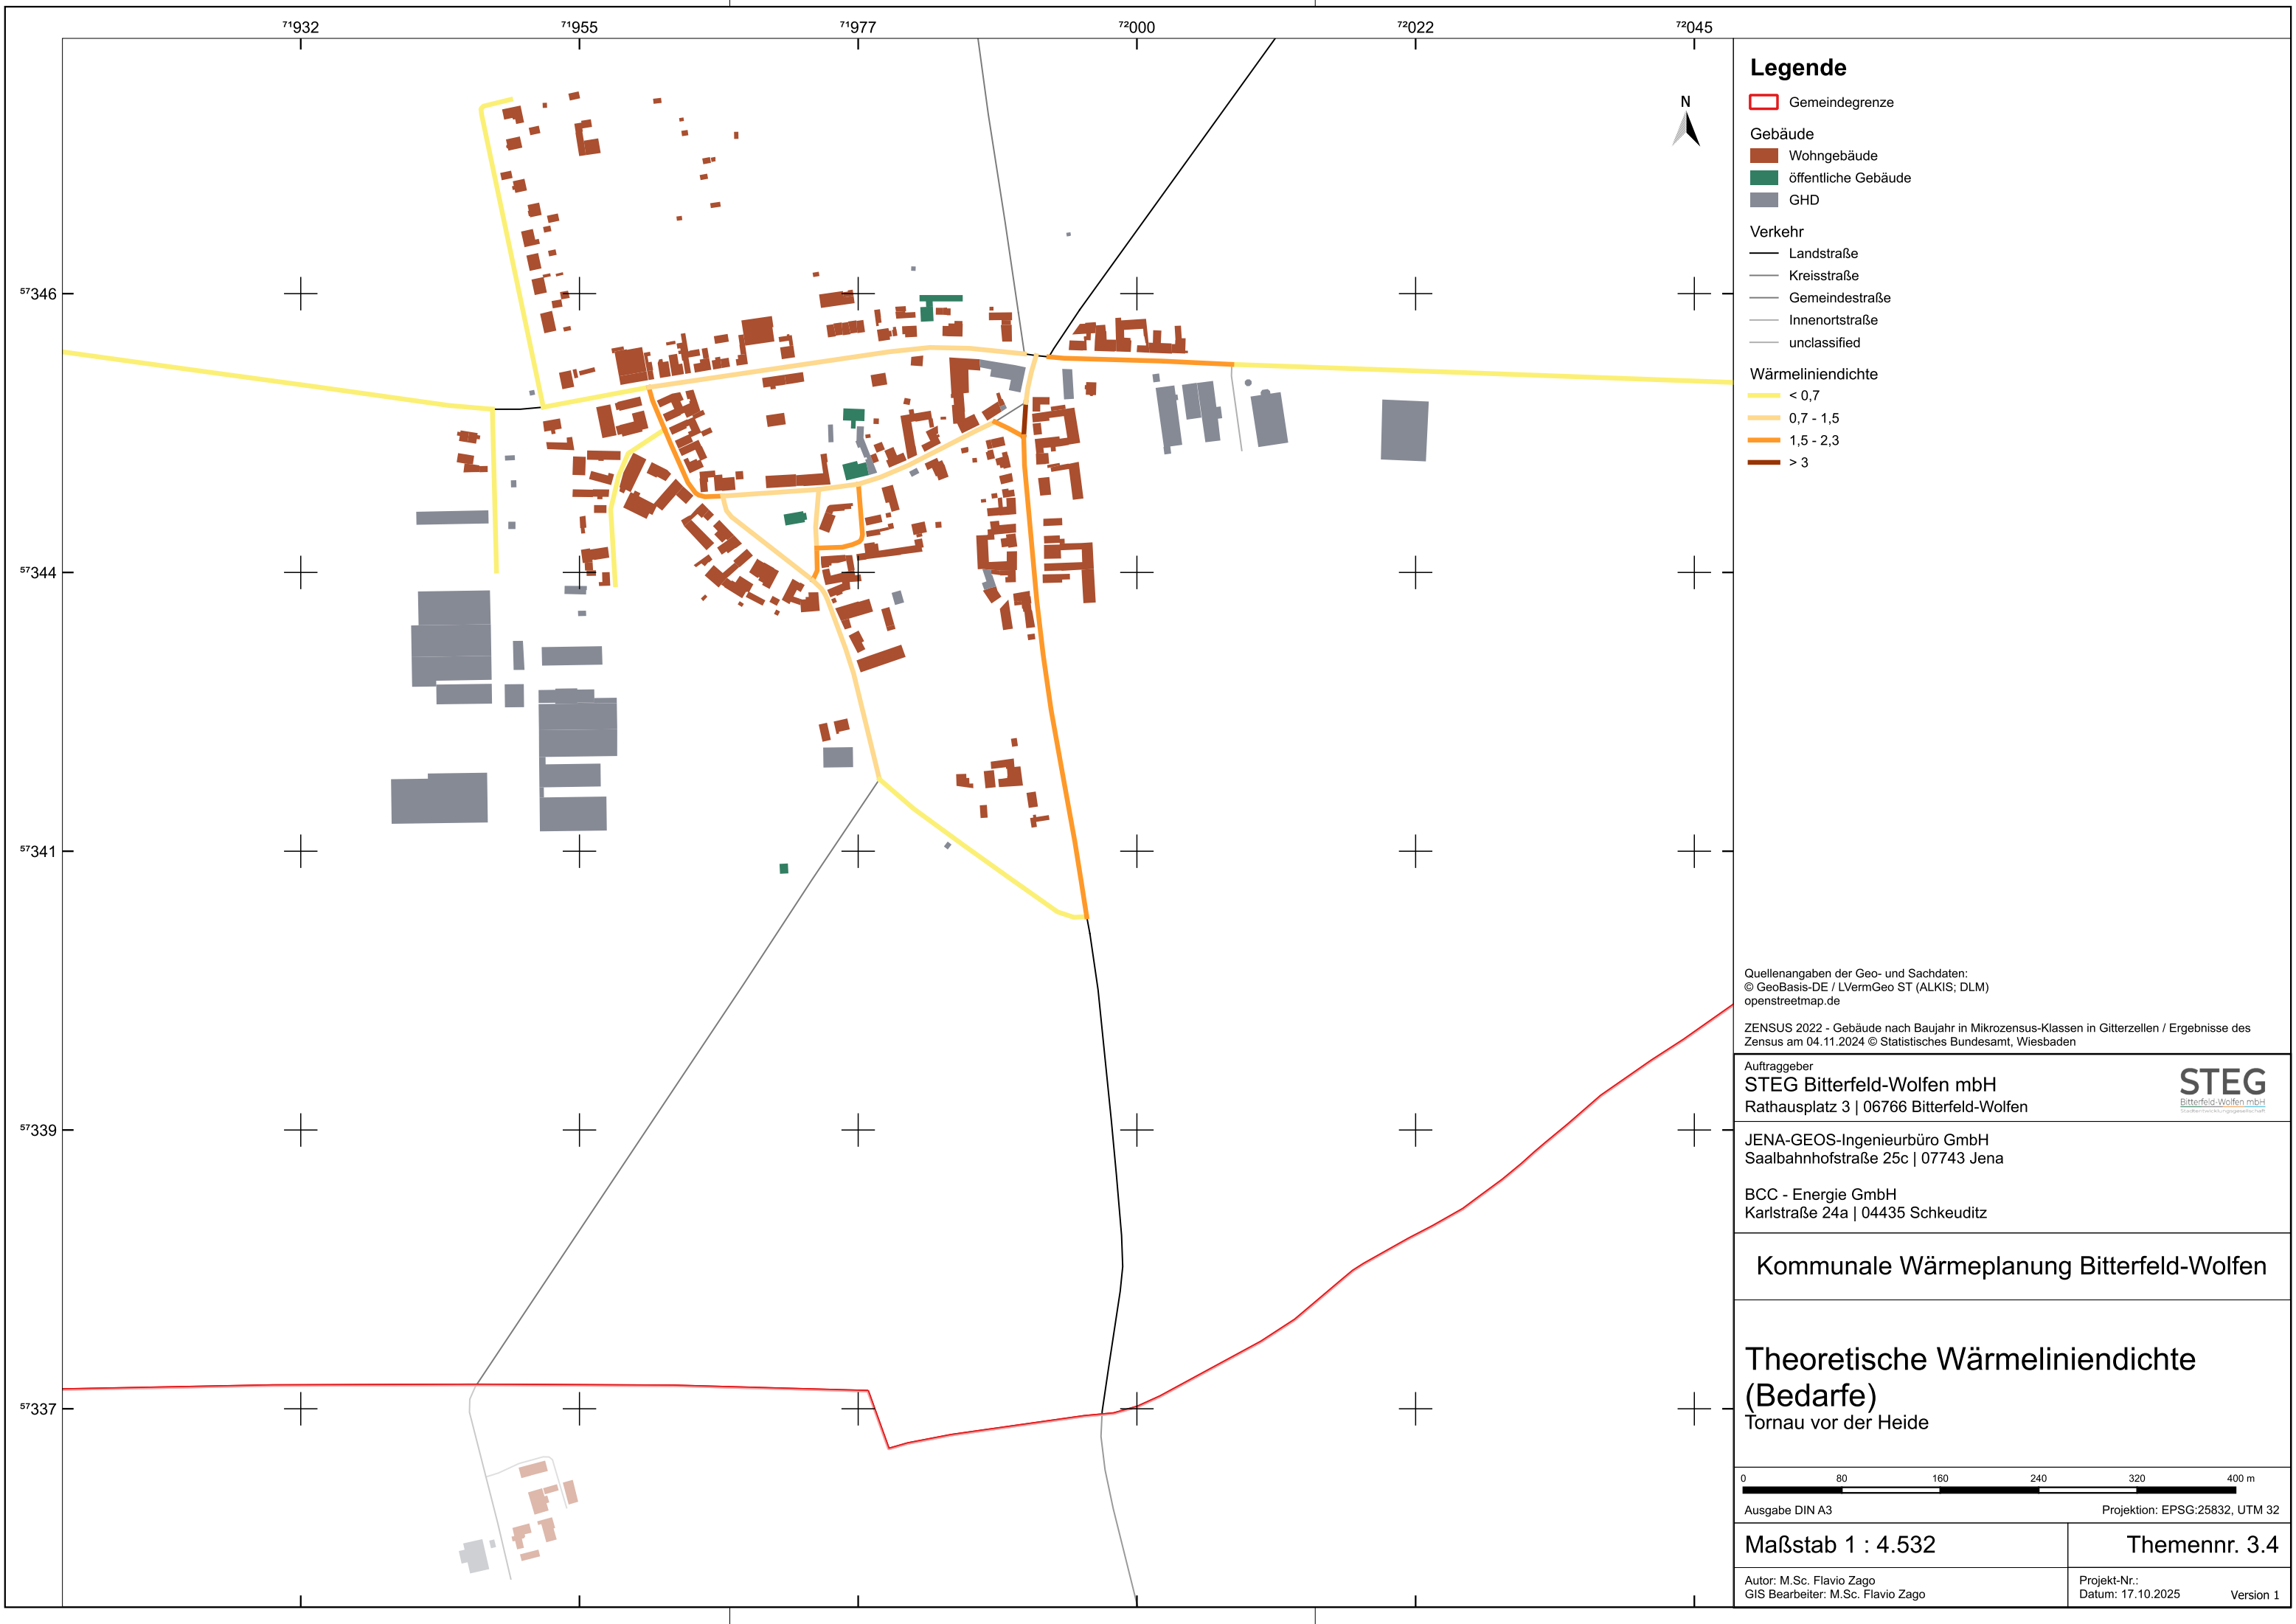 ⁷¹932 ⁷¹955 ⁷¹977 ⁷²000 ⁷²022 ⁷²045
⁵⁷346
⁵⁷344
⁵⁷341
⁵⁷339
⁵⁷337
N
Legende
Gemeindegrenze
Gebäude
Wohngebäude
öffentliche Gebäude
GHD
Verkehr
Landstraße
Kreisstraße
Gemeindestraße
Innenortstraße
unclassified
Wärmeliniendichte
< 0,7
0,7 - 1,5
1,5 - 2,3
> 3
Quellenangaben der Geo- und Sachdaten:
© GeoBasis-DE / LVermGeo ST (ALKIS; DLM)
openstreetmap.de
ZENSUS 2022 - Gebäude nach Baujahr in Mikrozensus-Klassen in Gitterzellen / Ergebnisse des
Zensus am 04.11.2024 © Statistisches Bundesamt, Wiesbaden
Auftraggeber
STEG Bitterfeld-Wolfen mbH
Rathausplatz 3 | 06766 Bitterfeld-Wolfen
STEG
Bitterfeld-Wolfen mbH
Stadtentwicklungsgesellschaft
JENA-GEOS-Ingenieurbüro GmbH
Saalbahnhofstraße 25c | 07743 Jena
BCC - Energie GmbH
Karlstraße 24a | 04435 Schkeuditz
Kommunale Wärmeplanung Bitterfeld-Wolfen
Theoretische Wärmeliniendichte
(Bedarfe)
Tornau vor der Heide
0 80 160 240 320 400 m
Ausgabe DIN A3 Projektion: EPSG:25832, UTM 32
Maßstab 1 : 4.532 Themennr. 3.4
Autor: M.Sc. Flavio Zago
GIS Bearbeiter: M.Sc. Flavio Zago
Projekt-Nr.:
Datum: 17.10.2025 Version 1